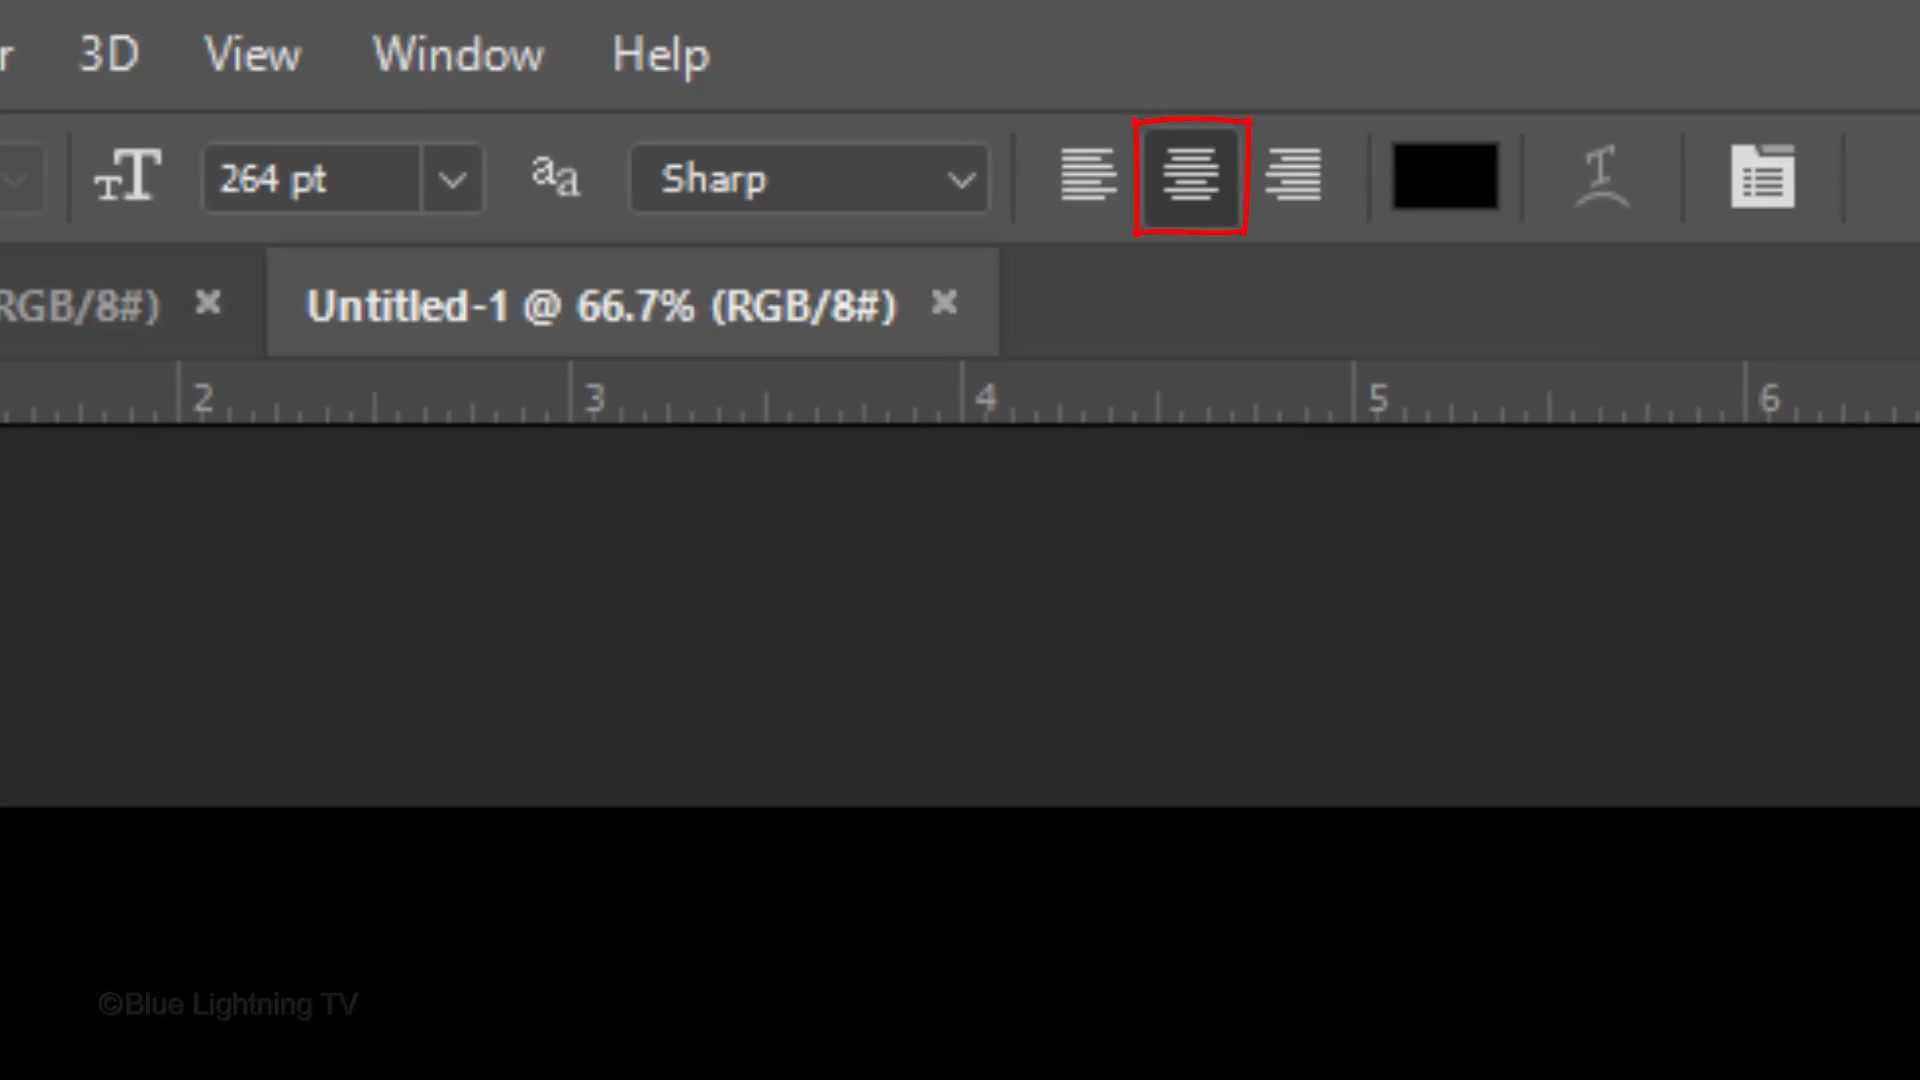 r 3D View Window Help
264 pt aa Sharp
RGB/8#) × Untitled-1 @ 66.7% (RGB/8#) ×
2 3 4 5 6
©Blue Lightning TV